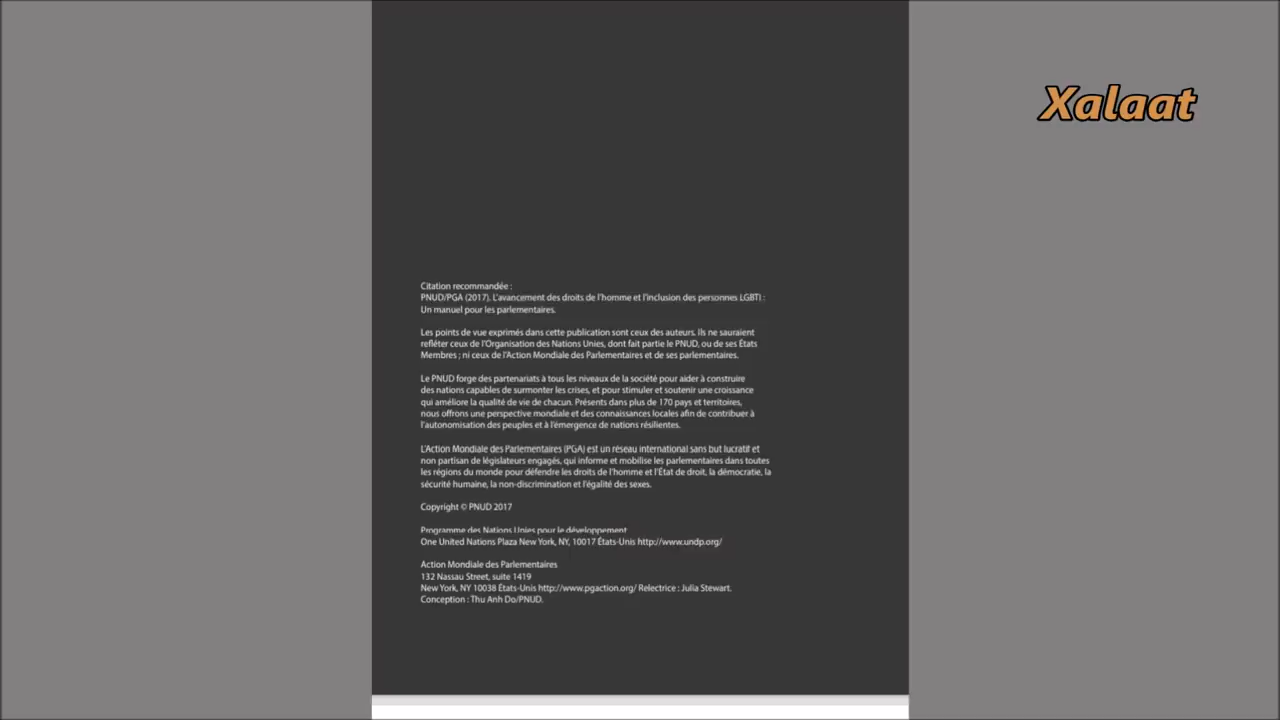 Xalaat
Citation recommandée :
PNUD/PGA (2017). L'avancement des droits de l'homme et l'inclusion des personnes LGBTI :
Un manuel pour les parlementaires.
Les points de vue exprimés dans cette publication sont ceux des auteurs. Ils ne sauraient
refléter ceux de l'Organisation des Nations Unies, dont fait partie le PNUD, ou de ses États
Membres ; ni ceux de l'Action Mondiale des Parlementaires et de ses parlementaires.
Le PNUD forge des partenariats à tous les niveaux de la société pour aider à construire
des nations capables de surmonter les crises, et pour stimuler et soutenir une croissance
qui améliore la qualité de vie de chacun. Présents dans plus de 170 pays et territoires,
nous offrons une perspective mondiale et des connaissances locales afin de contribuer à
l'autonomisation des peuples et à l'émergence de nations résilientes.
L'Action Mondiale des Parlementaires (PGA) est un réseau international sans but lucratif et
non partisan de législateurs engagés, qui informe et mobilise les parlementaires dans toutes
les régions du monde pour défendre les droits de l'homme et l'État de droit, la démocratie, la
sécurité humaine, la non-discrimination et l'égalité des sexes.
Copyright © PNUD 2017
Programme des Nations Unies pour le développement
One United Nations Plaza New York, NY, 10017 États-Unis http://www.undp.org/
Action Mondiale des Parlementaires
132 Nassau Street, suite 1419
New York, NY 10038 États-Unis http://www.pgaction.org/ Relectrice : Julia Stewart.
Conception : Thu Anh Do/PNUD.